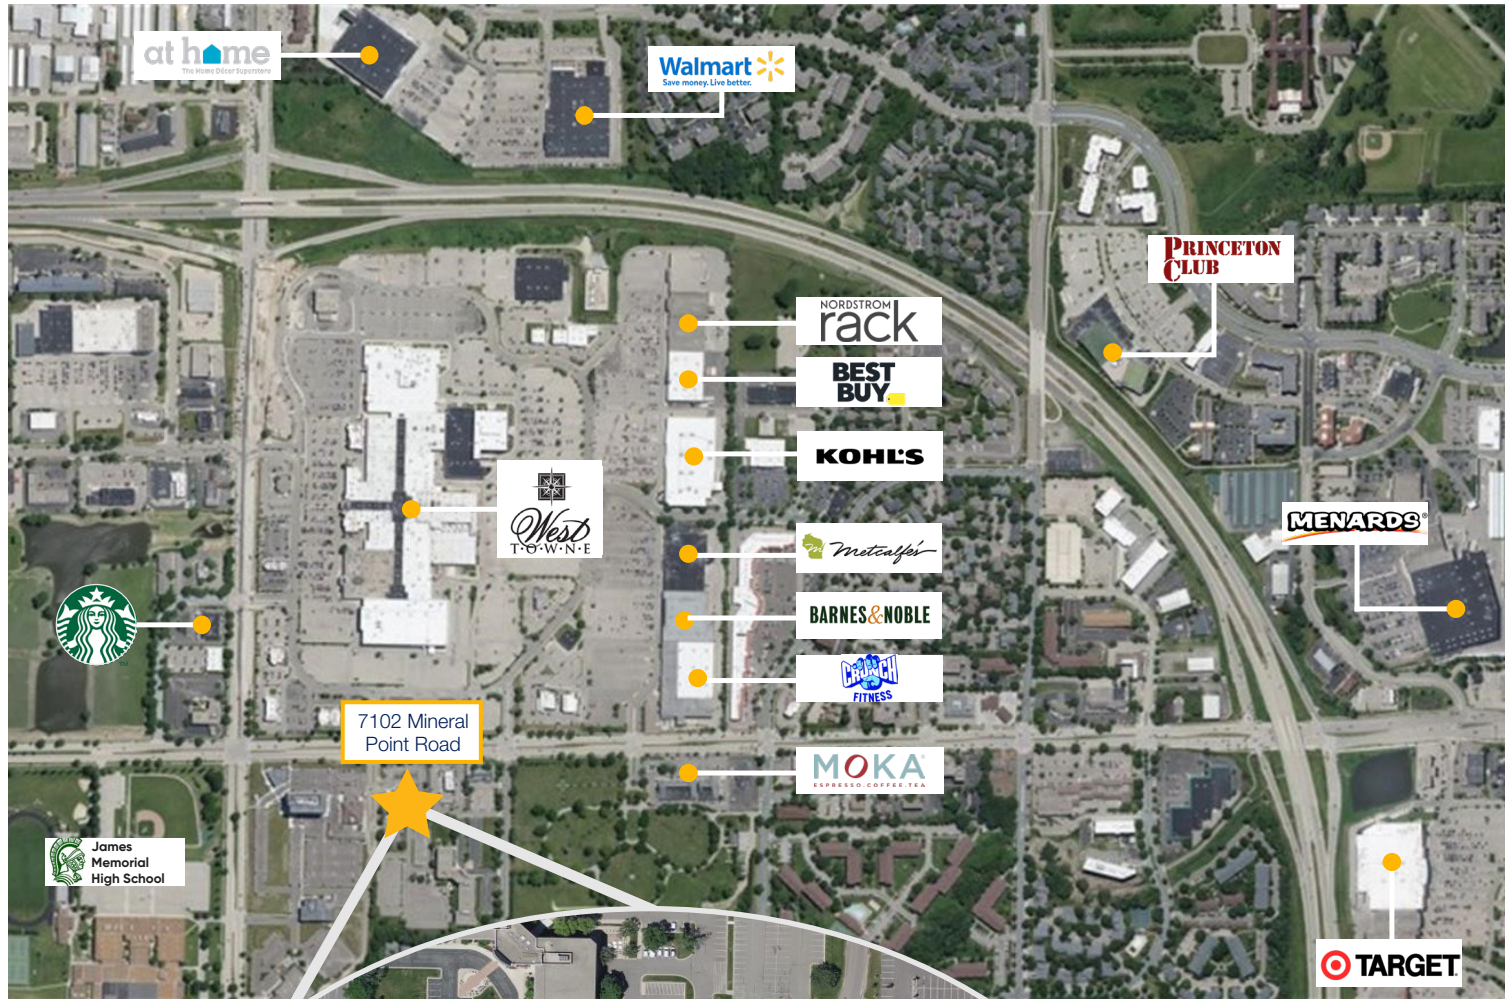 at home
The Home Décor Superstore
Walmart
Save money. Live better.
PRINCETON
CLUB
NORDSTROM
rack
BEST
BUY
KOHL'S
West
T·O·W·N·E
MENARDS®
m Metcalfe's
BARNES&NOBLE
CRUNCH
FITNESS
7102 Mineral
Point Road
MOKA
ESPRESSO.COFFEE.TEA
James
Memorial
High School
TARGET